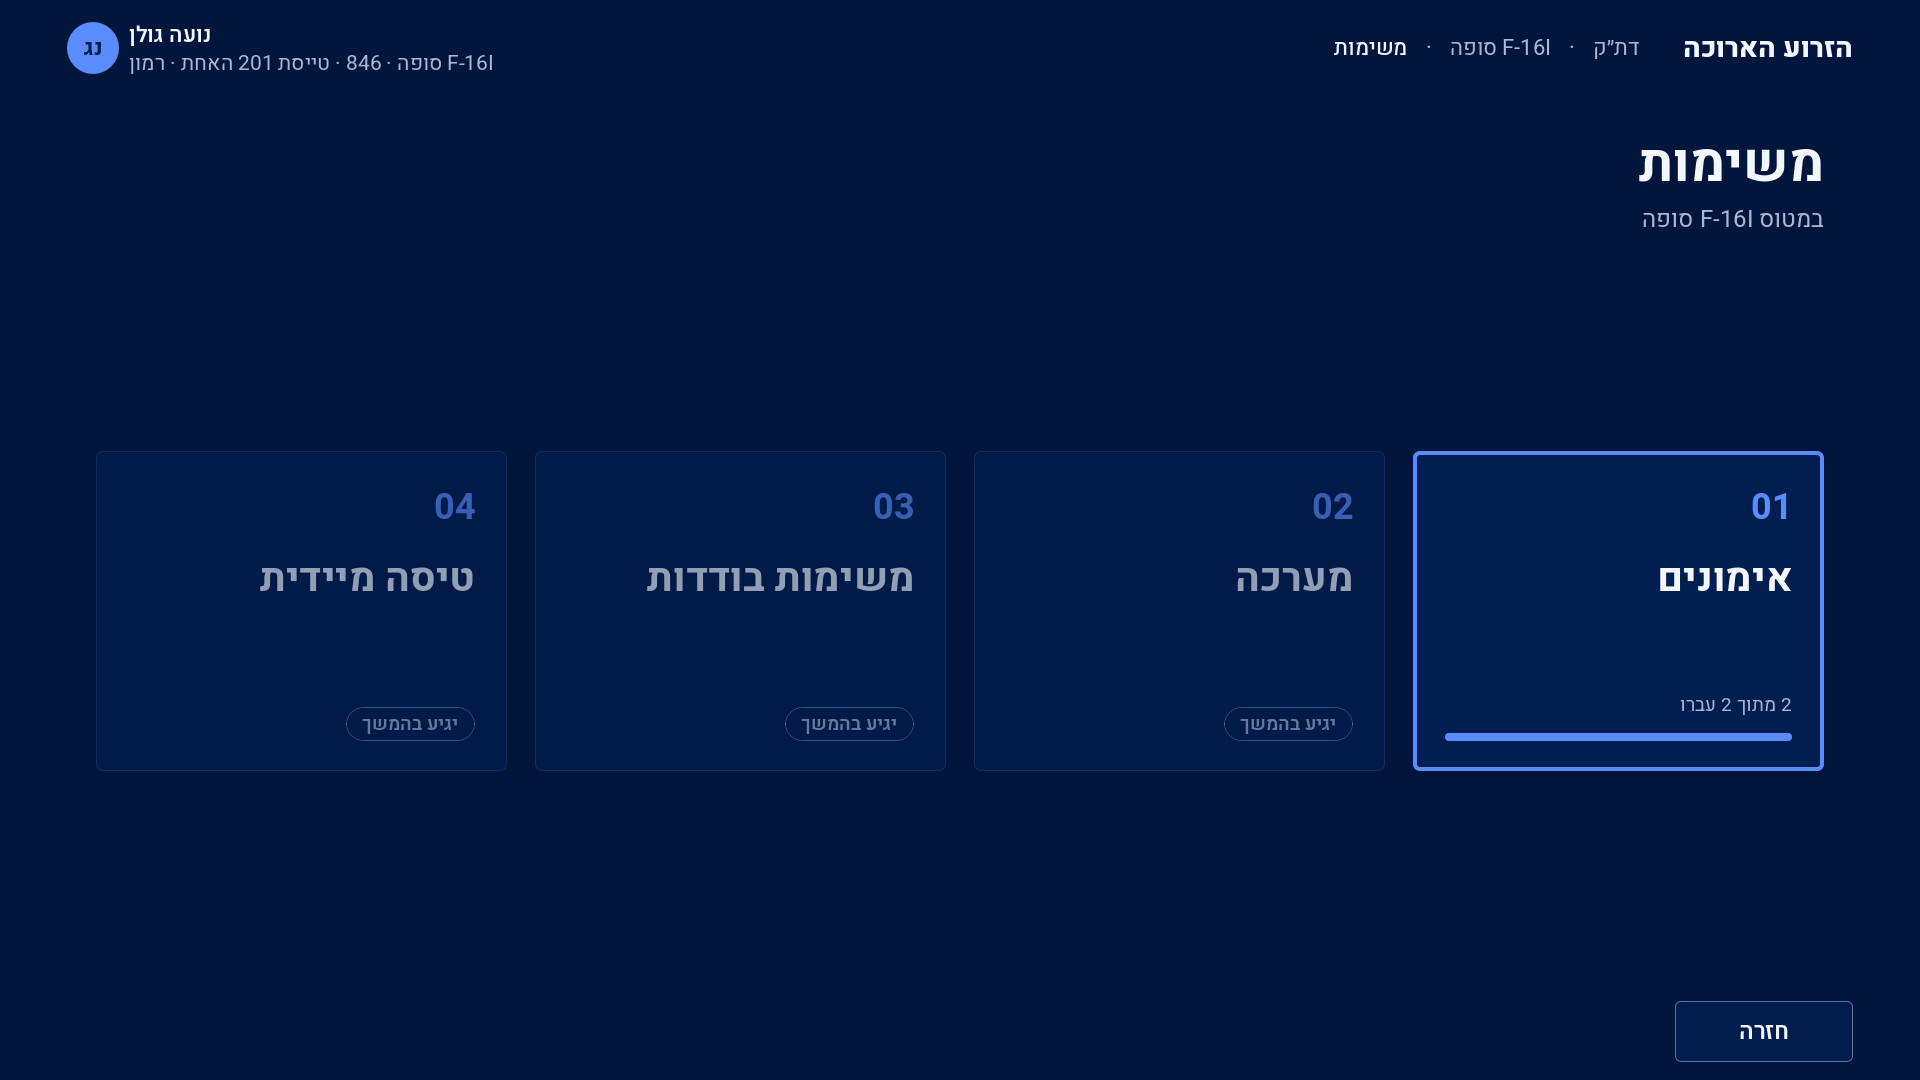 הזרוע הארוכה
דת״ק · F-16I סופה · משימות
נועה גולן
F-16I סופה · 846 · טייסת 201 האחת · רמון
נג
משימות
במטוס F-16I סופה
01
אימונים
2 מתוך 2 עברו
02
מערכה
יגיע בהמשך
03
משימות בודדות
יגיע בהמשך
04
טיסה מיידית
יגיע בהמשך
חזרה